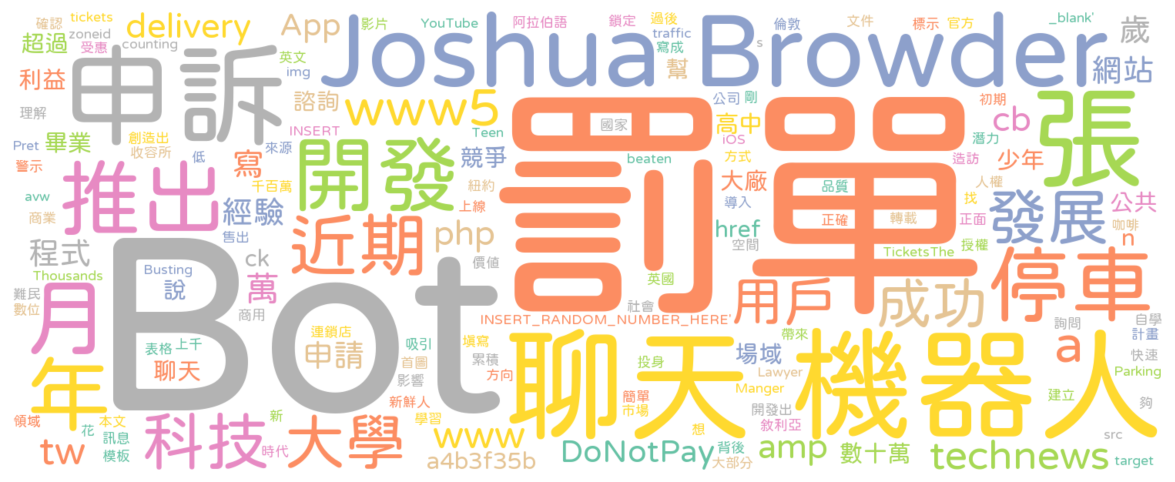 確認 tickets
zoneid
受惠 counting
超過
delivery
App
影片
YouTube
阿拉伯語
鎖定
過後
traffic
寫成
幫
倫敦
s
文件
標示
官方
_blank'
歲
網站
利益
申訴
英文
img
Joshua Browder
理解
諮詢
www5
罰單
公司
剛
國家
高中
iOS
初期
cb
潛力
張
Pret
畢業
創造出
收容所
低
來源
INSERT
Teen
beaten
方式
造訪
少年
警示
寫
開發
競爭
大廠
導入
品質
人權
avw
推出
千百萬
紐約
上線
經驗
正確
轉載
找
正面
發展
公共
咖啡
n
商業
售出
近期
php
價值
href
空間
TicketsThe
授權
程式
ck
Thousands
Busting
說
萬
英國
停車
難民
數位
月
Bot
商用
社會
用戶
成功
INSERT_RANDOM_NUMBER_HERE'
連鎖店
申請
表格
上千
聊天
吸引
填寫
首圖
影響
累積
方向
聊天機器人
投身
場域
帶來
詢問
a
自學
計畫
快速
Parking
Lawyer
Manger
年
新鮮人
簡單
市場
開發出
敘利亞
建立
夠
領域
本文
花
訊息
模板
科技
新
時代
大學
學習
www
想
src
tw
a4b3f35b
DoNotPay
背後
大部分
amp
數十萬
technews
target